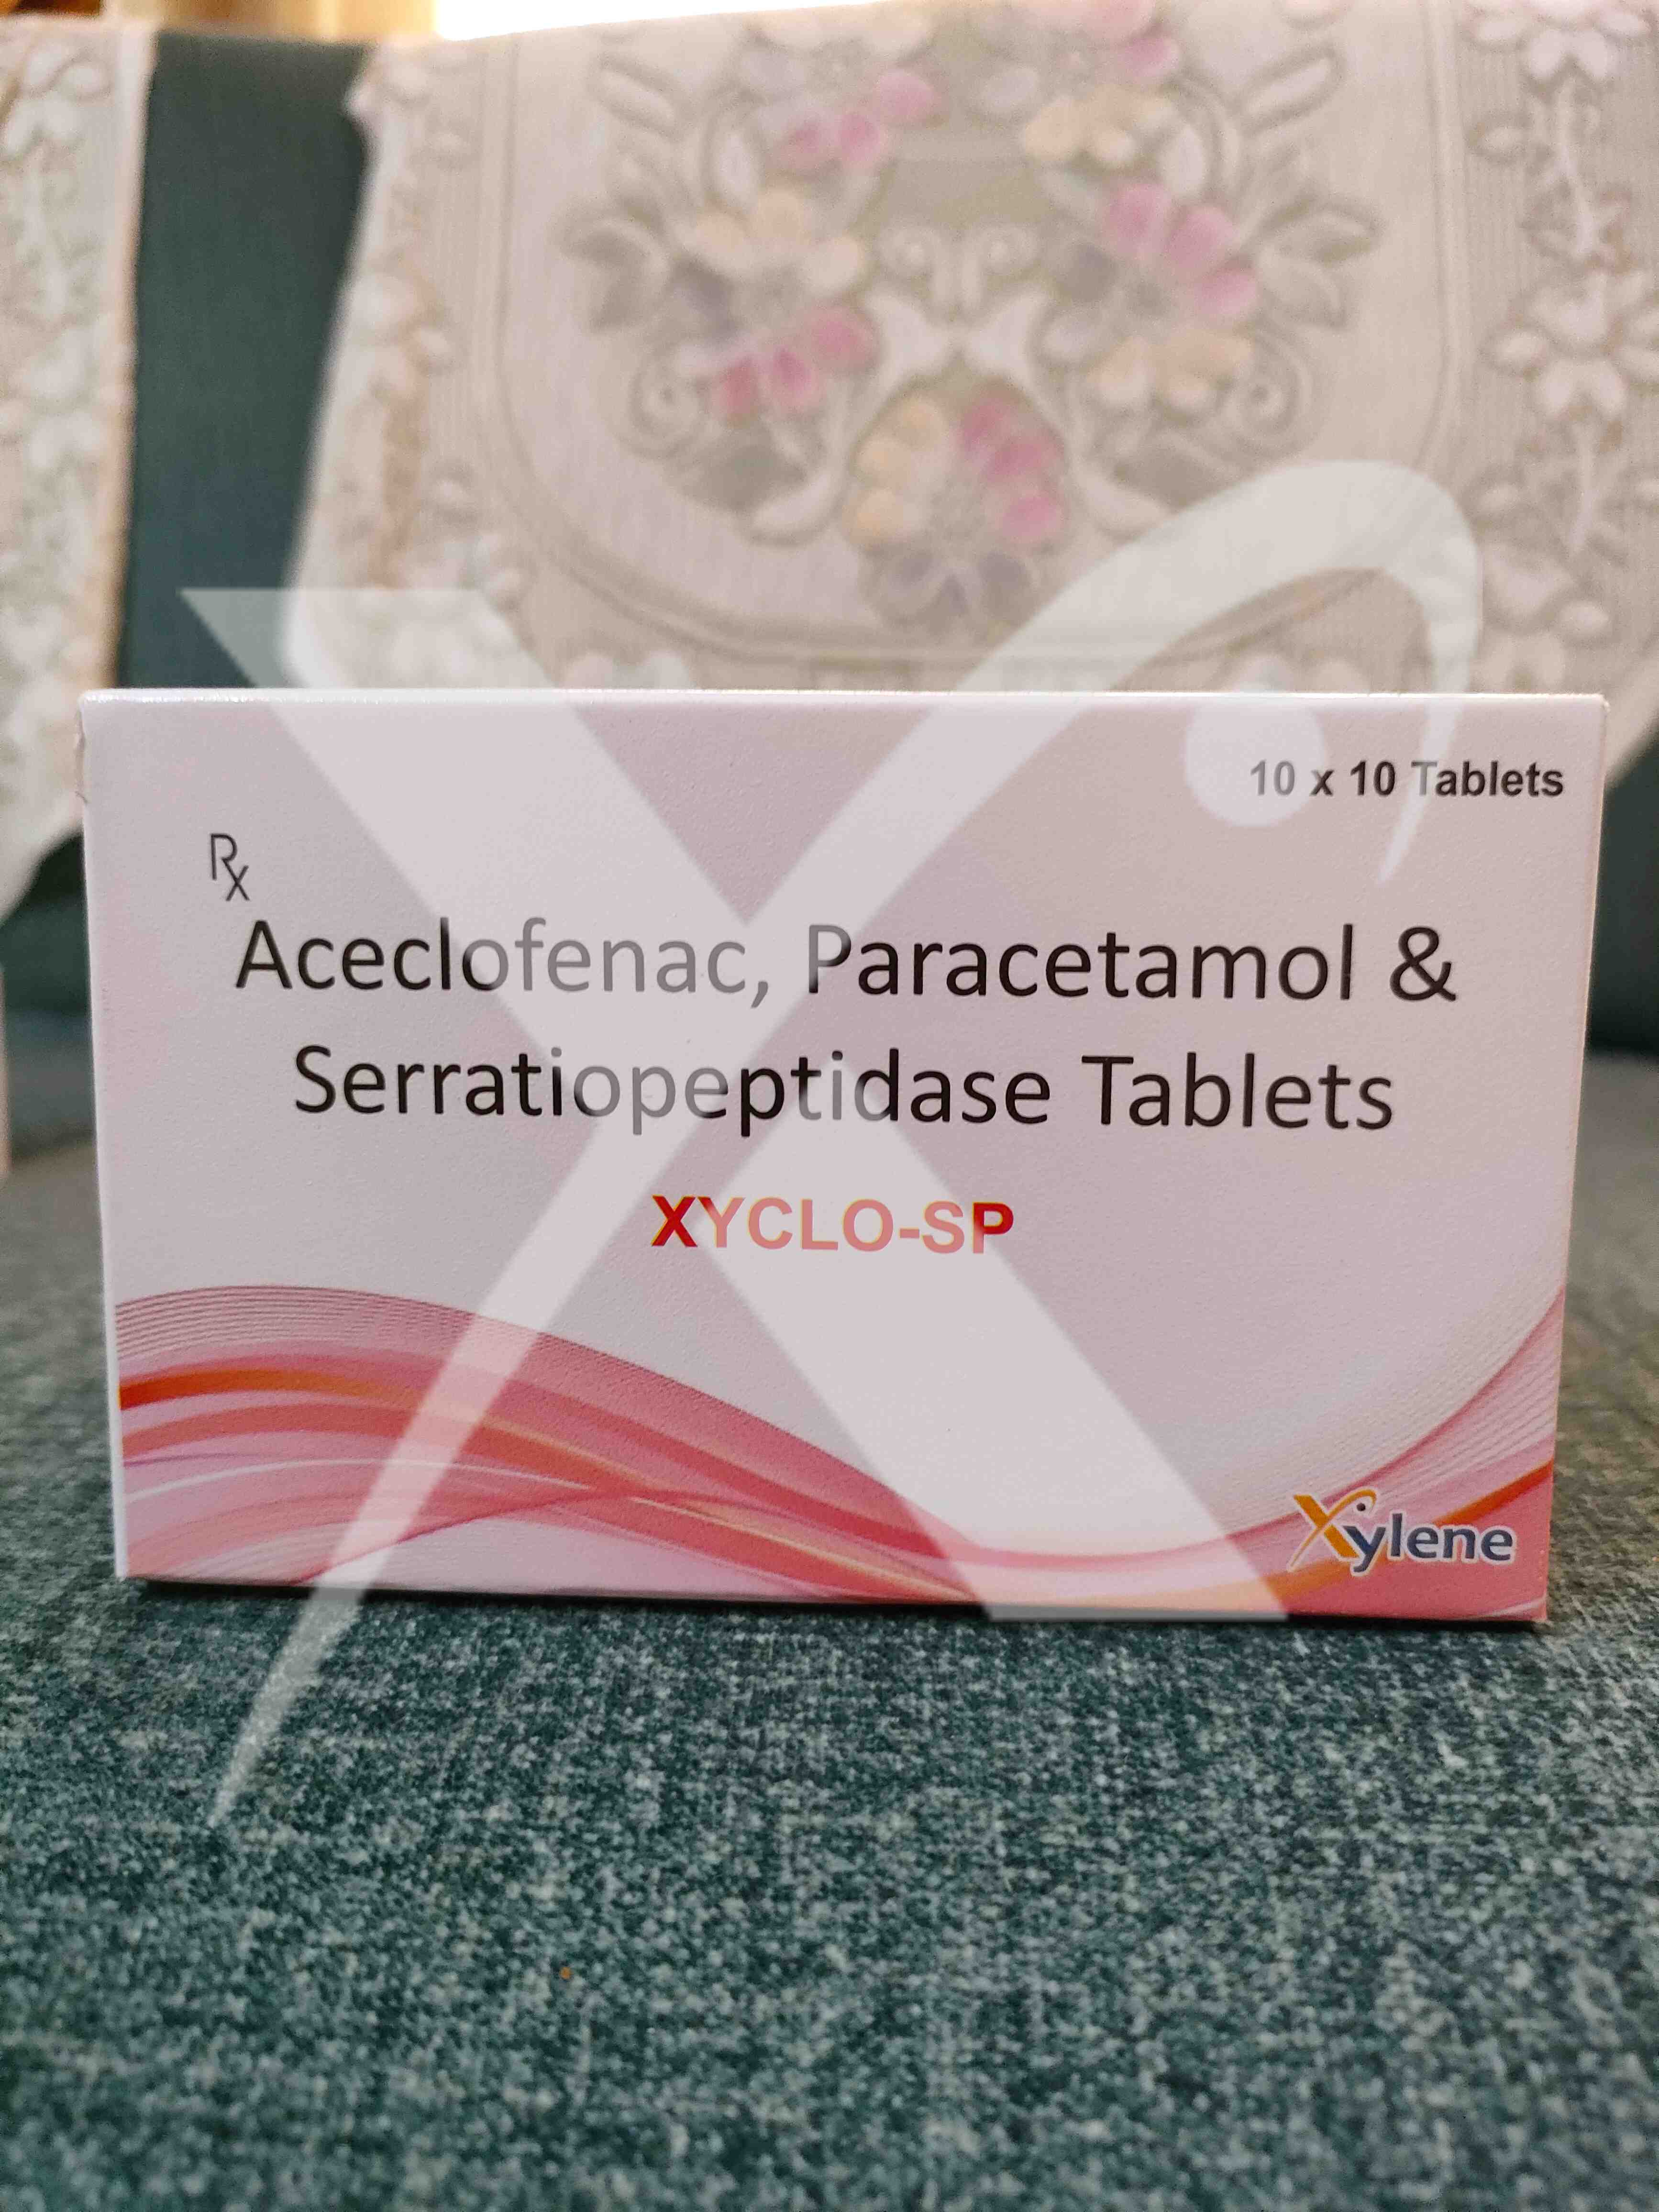 10 x 10 Tablets
Rx
Aceclofenac, Paracetamol &
Serratiopeptidase Tablets
XYCLO-SP
Xylene